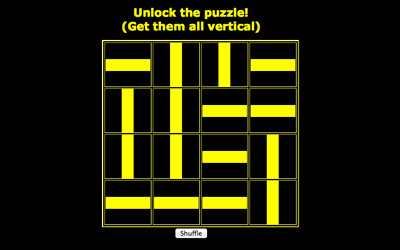 Unlock the puzzle!
(Get them all vertical)
Shuffle